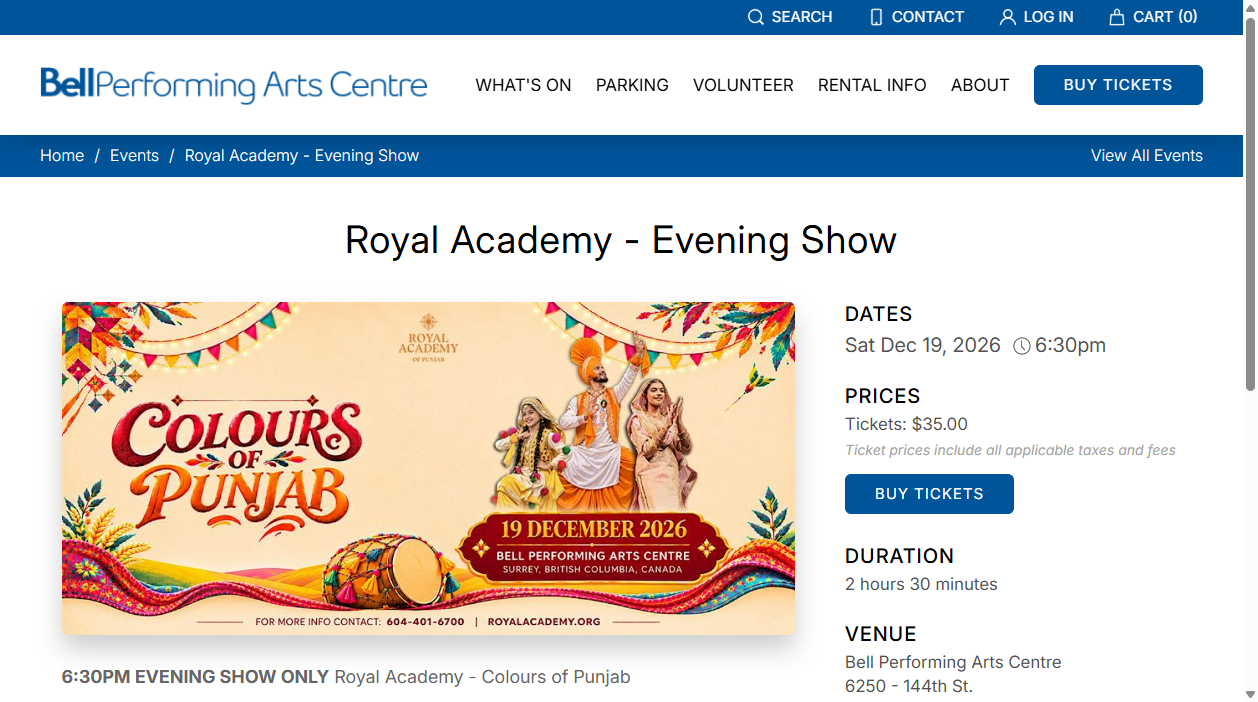 SEARCH CONTACT LOG IN CART (0)
BellPerforming Arts Centre
WHAT'S ON PARKING VOLUNTEER RENTAL INFO ABOUT BUY TICKETS
Home / Events / Royal Academy - Evening Show View All Events
Royal Academy - Evening Show
ROYAL
ACADEMY
OF PUNJAB
COLOURS
OF
PUNJAB
19 DECEMBER 2026
BELL PERFORMING ARTS CENTRE
SURREY, BRITISH COLUMBIA, CANADA
FOR MORE INFO CONTACT: 604-401-6700 | ROYALACADEMY.ORG
6:30PM EVENING SHOW ONLY Royal Academy - Colours of Punjab
DATES
Sat Dec 19, 2026 6:30pm
PRICES
Tickets: $35.00
Ticket prices include all applicable taxes and fees
BUY TICKETS
DURATION
2 hours 30 minutes
VENUE
Bell Performing Arts Centre
6250 - 144th St.